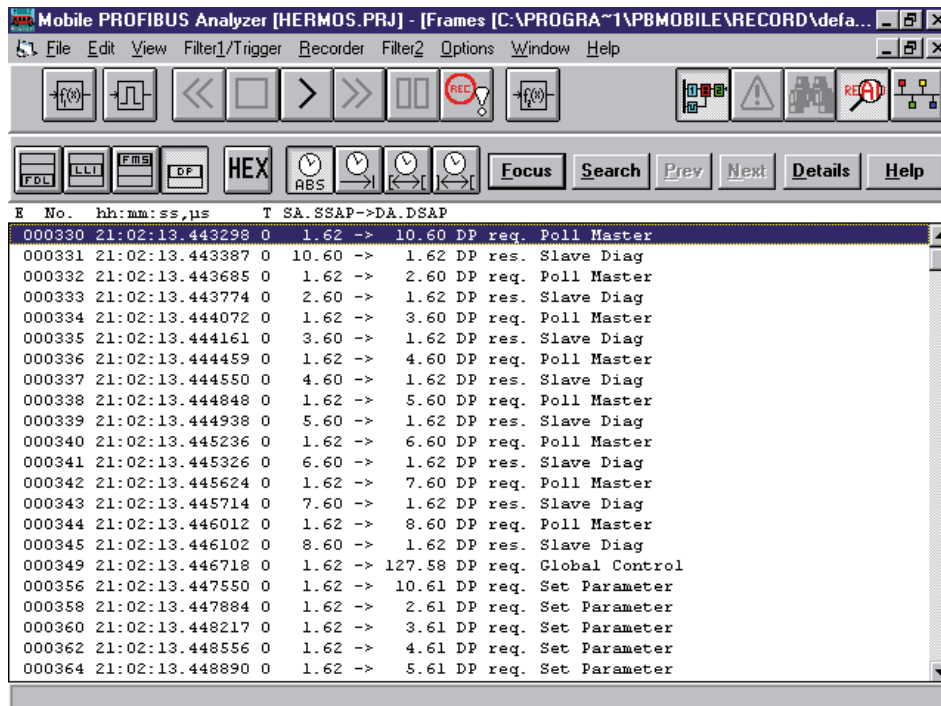 Mobile PROFIBUS Analyzer [HERMOS.PRJ] - [Frames [C:\PROGRA~1\PBMOBILE\RECORD\defa...
File Edit View Filter1/Trigger Recorder Filter2 Options Window Help
f(x) REC f(x) 1 8 2 REC A
FDL LLI FMS DP HEX ABS Focus Search Prev Next Details Help
E No. hh:mm:ss,µs T SA.SSAP->DA.DSAP
000330 21:02:13.443298 0 1.62 -> 10.60 DP req. Poll Master
000331 21:02:13.443387 0 10.60 -> 1.62 DP res. Slave Diag
000332 21:02:13.443685 0 1.62 -> 2.60 DP req. Poll Master
000333 21:02:13.443774 0 2.60 -> 1.62 DP res. Slave Diag
000334 21:02:13.444072 0 1.62 -> 3.60 DP req. Poll Master
000335 21:02:13.444161 0 3.60 -> 1.62 DP res. Slave Diag
000336 21:02:13.444459 0 1.62 -> 4.60 DP req. Poll Master
000337 21:02:13.444550 0 4.60 -> 1.62 DP res. Slave Diag
000338 21:02:13.444848 0 1.62 -> 5.60 DP req. Poll Master
000339 21:02:13.444938 0 5.60 -> 1.62 DP res. Slave Diag
000340 21:02:13.445236 0 1.62 -> 6.60 DP req. Poll Master
000341 21:02:13.445326 0 6.60 -> 1.62 DP res. Slave Diag
000342 21:02:13.445624 0 1.62 -> 7.60 DP req. Poll Master
000343 21:02:13.445714 0 7.60 -> 1.62 DP res. Slave Diag
000344 21:02:13.446012 0 1.62 -> 8.60 DP req. Poll Master
000345 21:02:13.446102 0 8.60 -> 1.62 DP res. Slave Diag
000349 21:02:13.446718 0 1.62 -> 127.58 DP req. Global Control
000356 21:02:13.447550 0 1.62 -> 10.61 DP req. Set Parameter
000358 21:02:13.447884 0 1.62 -> 2.61 DP req. Set Parameter
000360 21:02:13.448217 0 1.62 -> 3.61 DP req. Set Parameter
000362 21:02:13.448556 0 1.62 -> 4.61 DP req. Set Parameter
000364 21:02:13.448890 0 1.62 -> 5.61 DP req. Set Parameter